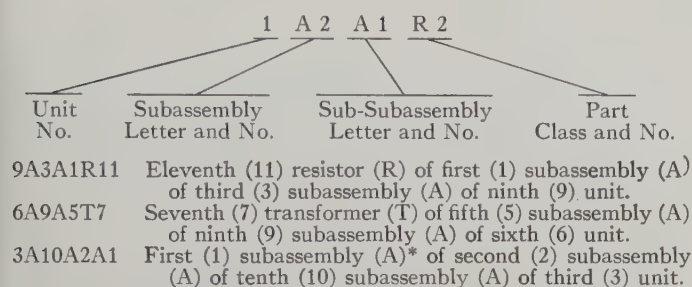 1 A 2 A 1 R 2
Unit Subassembly Sub-Subassembly Part
No. Letter and No. Letter and No. Class and No.
9A3A1R11 Eleventh (11) resistor (R) of first (1) subassembly (A)
of third (3) subassembly (A) of ninth (9) unit.
6A9A5T7 Seventh (7) transformer (T) of fifth (5) subassembly (A)
of ninth (9) subassembly (A) of sixth (6) unit.
3A10A2A1 First (1) subassembly (A)* of second (2) subassembly
(A) of tenth (10) subassembly (A) of third (3) unit.